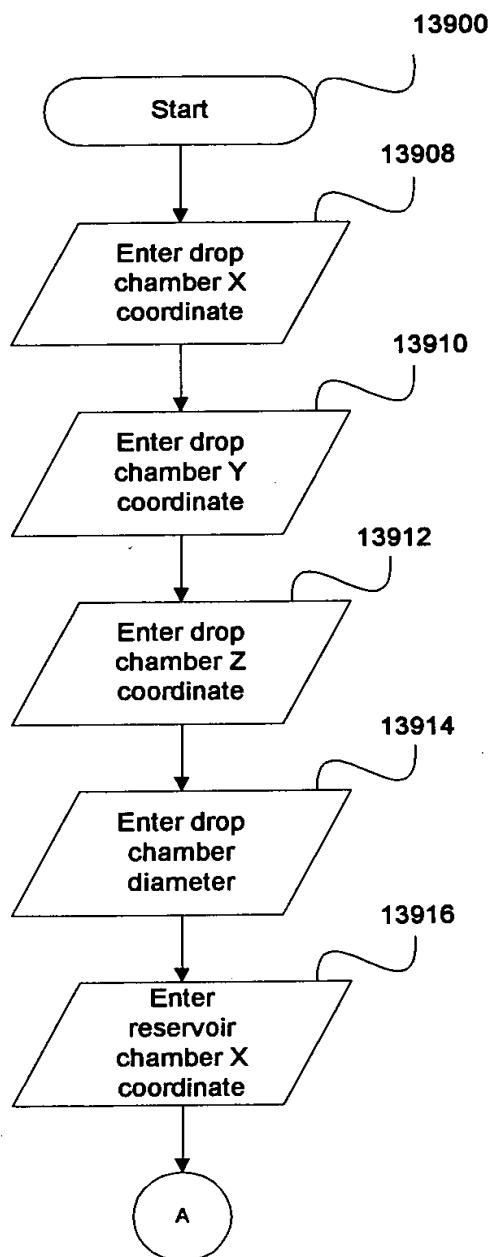 13900
Start
13908
Enter drop
chamber X
coordinate
13910
Enter drop
chamber Y
coordinate
13912
Enter drop
chamber Z
coordinate
13914
Enter drop
chamber
diameter
13916
Enter
reservoir
chamber X
coordinate
A